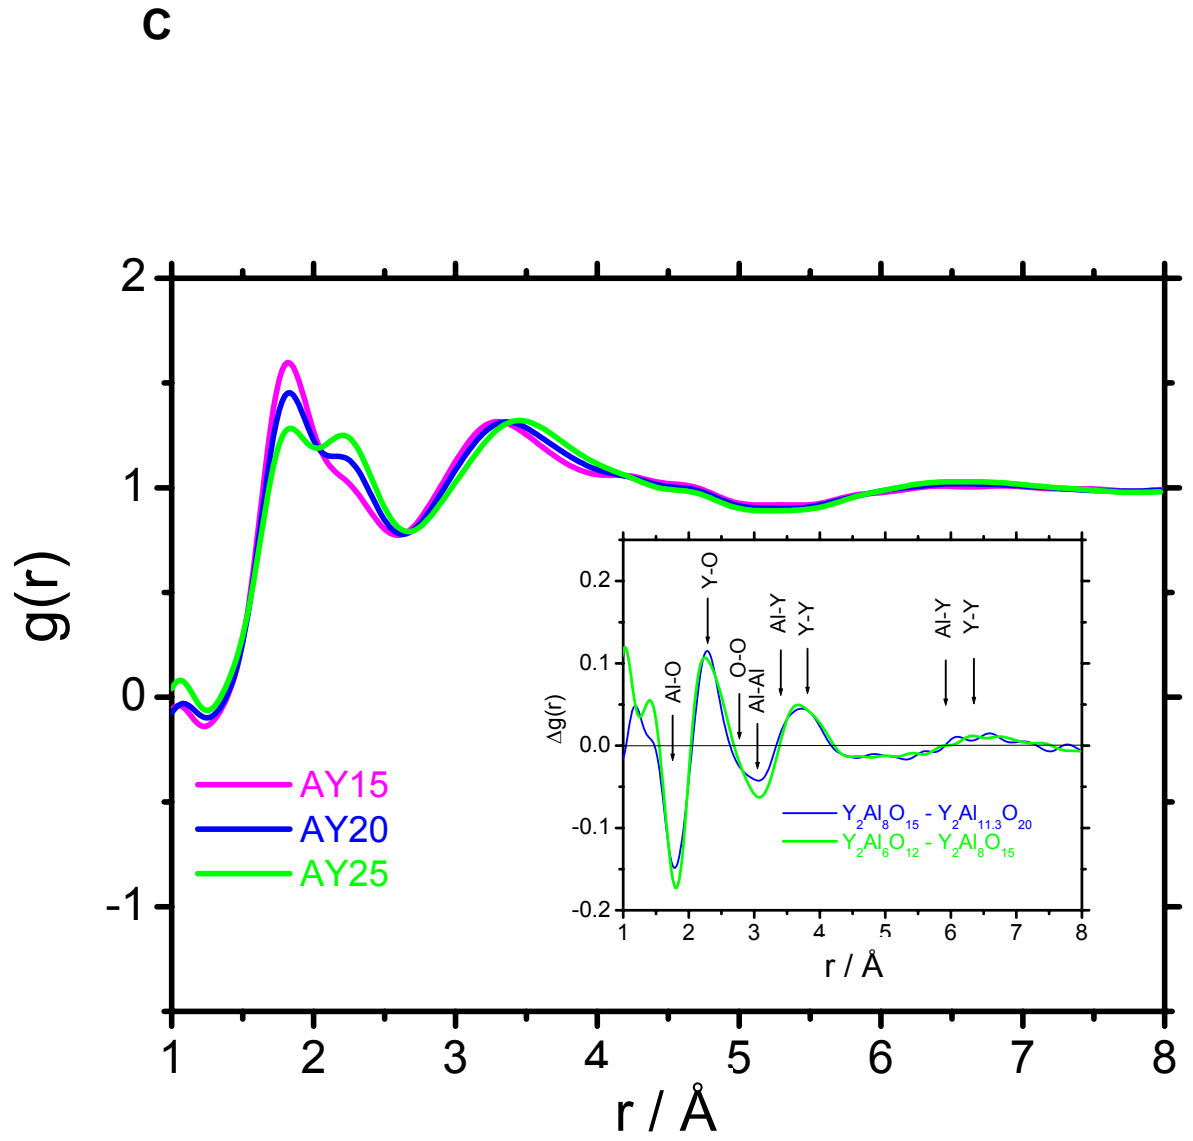 C
2
1
0
-1
g(r)
AY15
AY20
AY25
1 2 3 4 5 6 7 8
r / Å
0.2
0.1
0.0
-0.1
-0.2
Δg(r)
Al-O
Y-O
O-O
Al-Al
Al-Y
Y-Y
Al-Y
Y-Y
Y2Al8O15 - Y2Al11.3O20
Y2Al6O12 - Y2Al8O15
1 2 3 4 5 6 7 8
r / Å